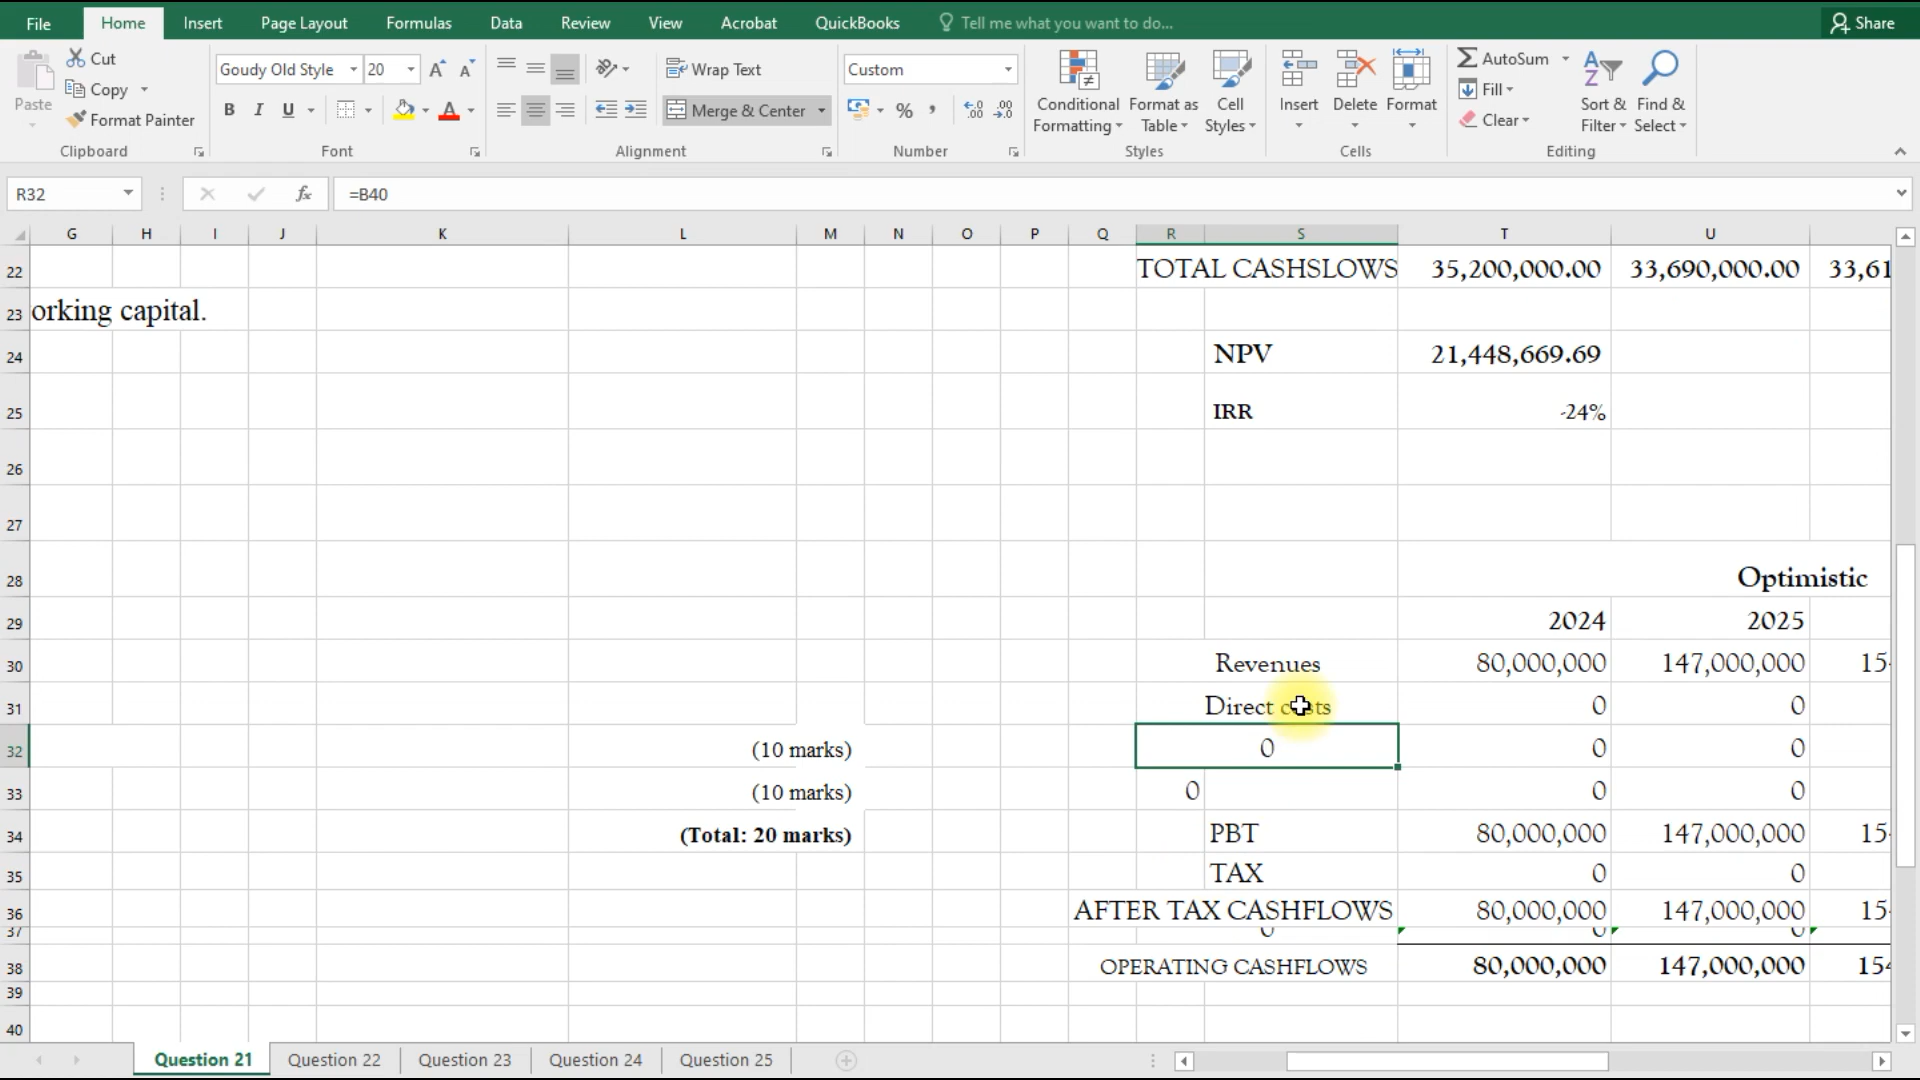 File Home Insert Page Layout Formulas Data Review View Acrobat QuickBooks Tell me what you want to do... Share
Paste
Cut
Copy
Format Painter
Clipboard
Goudy Old Style 20
B I U
Font
Wrap Text
Merge & Center
Alignment
Custom
Number
Conditional Formatting
Format as Table
Cell Styles
Styles
Insert Delete Format
Cells
AutoSum
Fill
Clear
Sort & Filter
Find & Select
Editing
R32 fx =B40
G H I J K L M N O P Q R S T U
22 TOTAL CASHSLOWS 35,200,000.00 33,690,000.00 33,61
23 orking capital.
24 NPV 21,448,669.69
25 IRR -24%
26
27
28 Optimistic
29 2024 2025
30 Revenues 80,000,000 147,000,000 15
31 Direct costs 0 0
32 (10 marks) 0 0 0
33 (10 marks) 0 0 0
34 (Total: 20 marks) PBT 80,000,000 147,000,000 15
35 TAX 0 0
36 AFTER TAX CASHFLOWS 80,000,000 147,000,000 15
37 0 0 0
38 OPERATING CASHFLOWS 80,000,000 147,000,000 154
39
40
Question 21 Question 22 Question 23 Question 24 Question 25